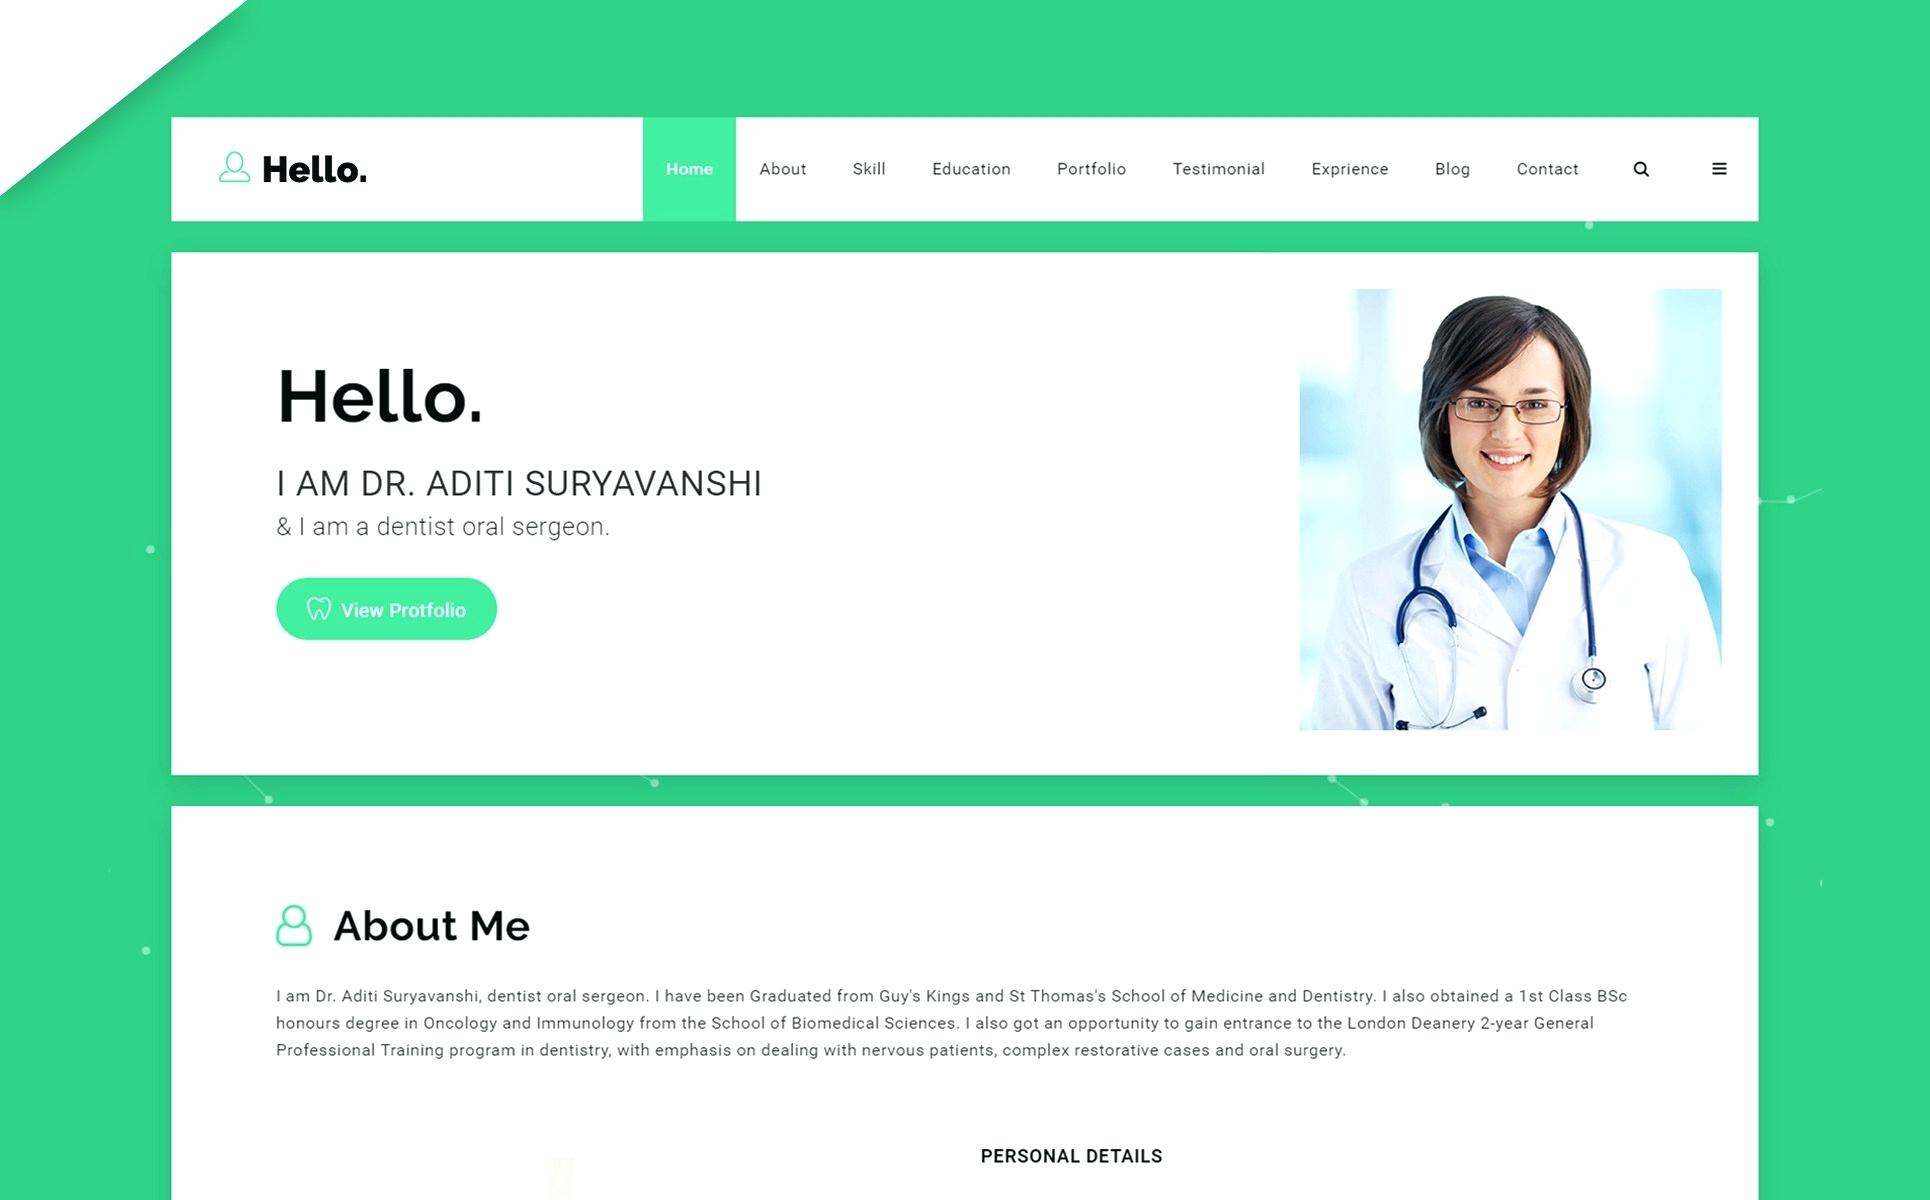 Hello.
Home About Skill Education Portfolio Testimonial Exprience Blog Contact
Hello.
I AM DR. ADITI SURYAVANSHI
& I am a dentist oral sergeon.
View Protfolio
About Me
I am Dr. Aditi Suryavanshi, dentist oral sergeon. I have been Graduated from Guy's Kings and St Thomas's School of Medicine and Dentistry. I also obtained a 1st Class BSc
honours degree in Oncology and Immunology from the School of Biomedical Sciences. I also got an opportunity to gain entrance to the London Deanery 2-year General
Professional Training program in dentistry, with emphasis on dealing with nervous patients, complex restorative cases and oral surgery.
PERSONAL DETAILS